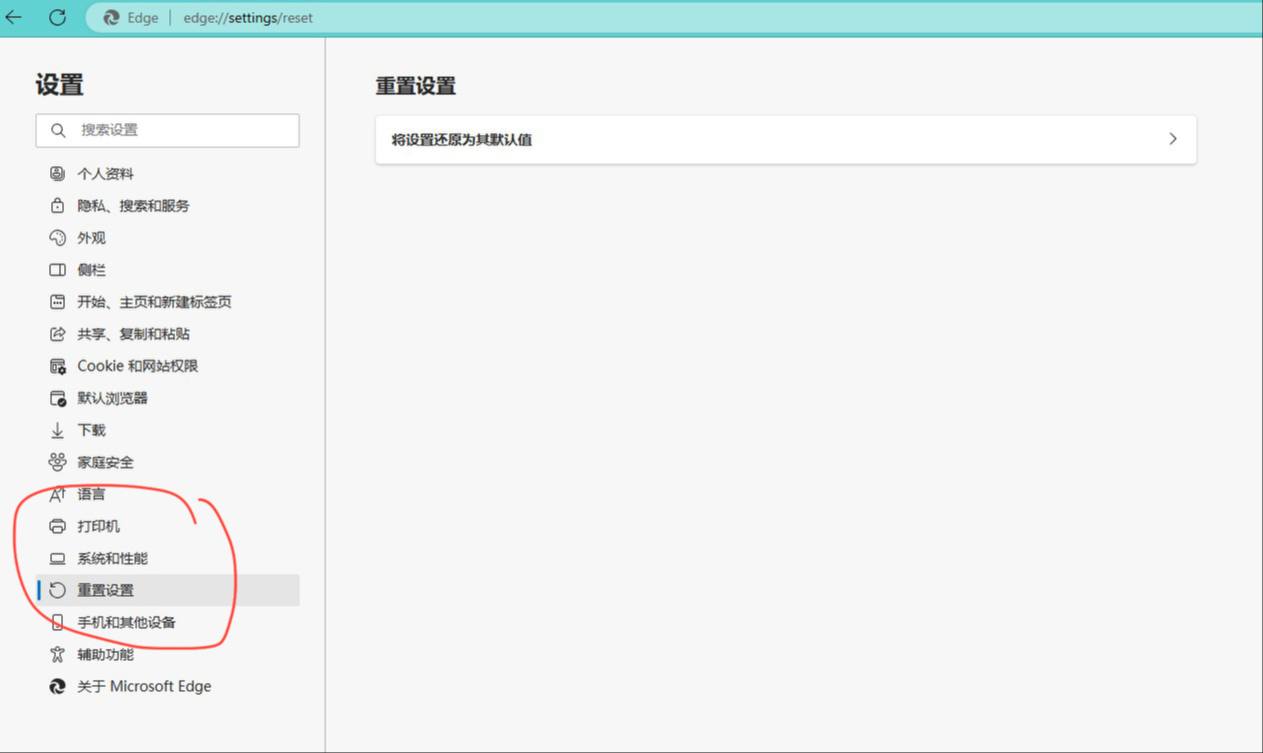 Edge | edge://settings/reset
设置
搜索设置
个人资料
隐私、搜索和服务
外观
侧栏
开始、主页和新建标签页
共享、复制和粘贴
Cookie 和网站权限
默认浏览器
下载
家庭安全
语言
打印机
系统和性能
重置设置
手机和其他设备
辅助功能
关于 Microsoft Edge
重置设置
将设置还原为其默认值